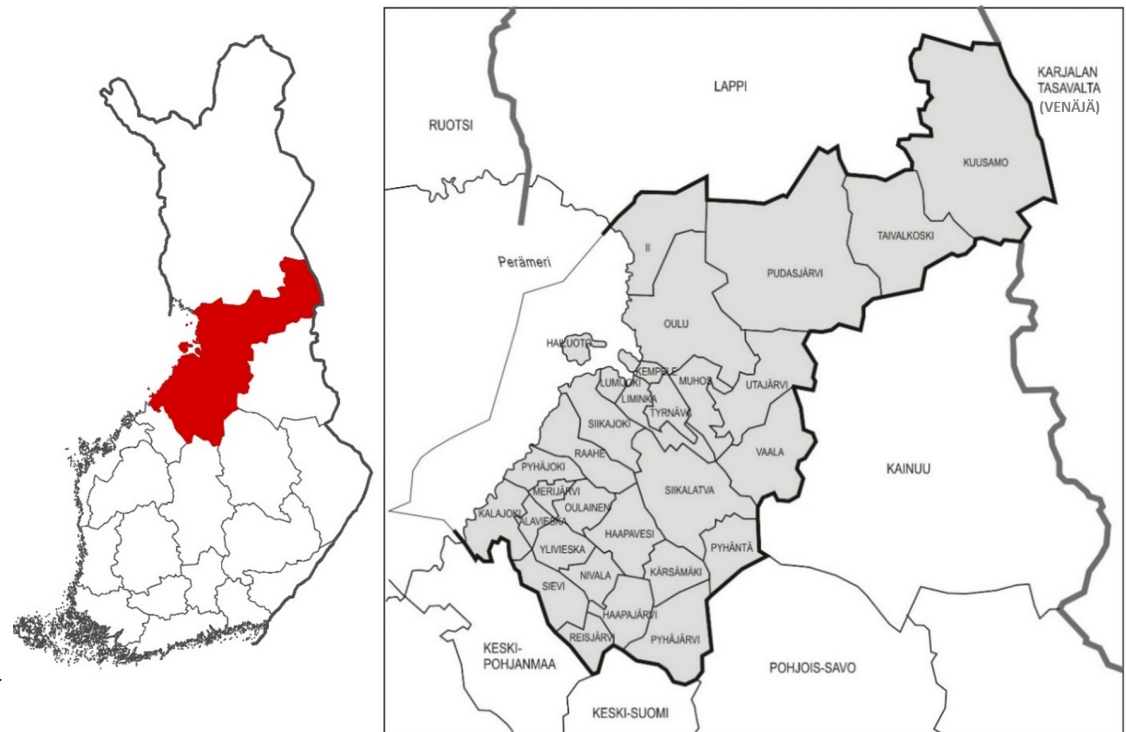 LAPPI
KARJALAN
TASAVALTA
(VENÄJÄ)
RUOTSI
KUUSAMO
TAIVALKOSKI
II
Perämeri
PUDASJÄRVI
OULU
HAILUOTO
KEMPELE
LUMIJOKI
MUHOS
UTAJÄRVI
LIMINKA
TYRNÄVÄ
SIIKAJOKI
RAAHE
VAALA
KAINUU
PYHÄJOKI
MERIJÄRVI
SIIKALATVA
OULAINEN
KALAJOKI
ALAVIESKA
HAAPAVESI
YLIVIESKA
PYHÄNTÄ
NIVALA
KÄRSÄMÄKI
SIEVI
HAAPAJÄRVI
REISJÄRVI
PYHÄJÄRVI
KESKI-
POHJANMAA
POHJOIS-SAVO
KESKI-SUOMI